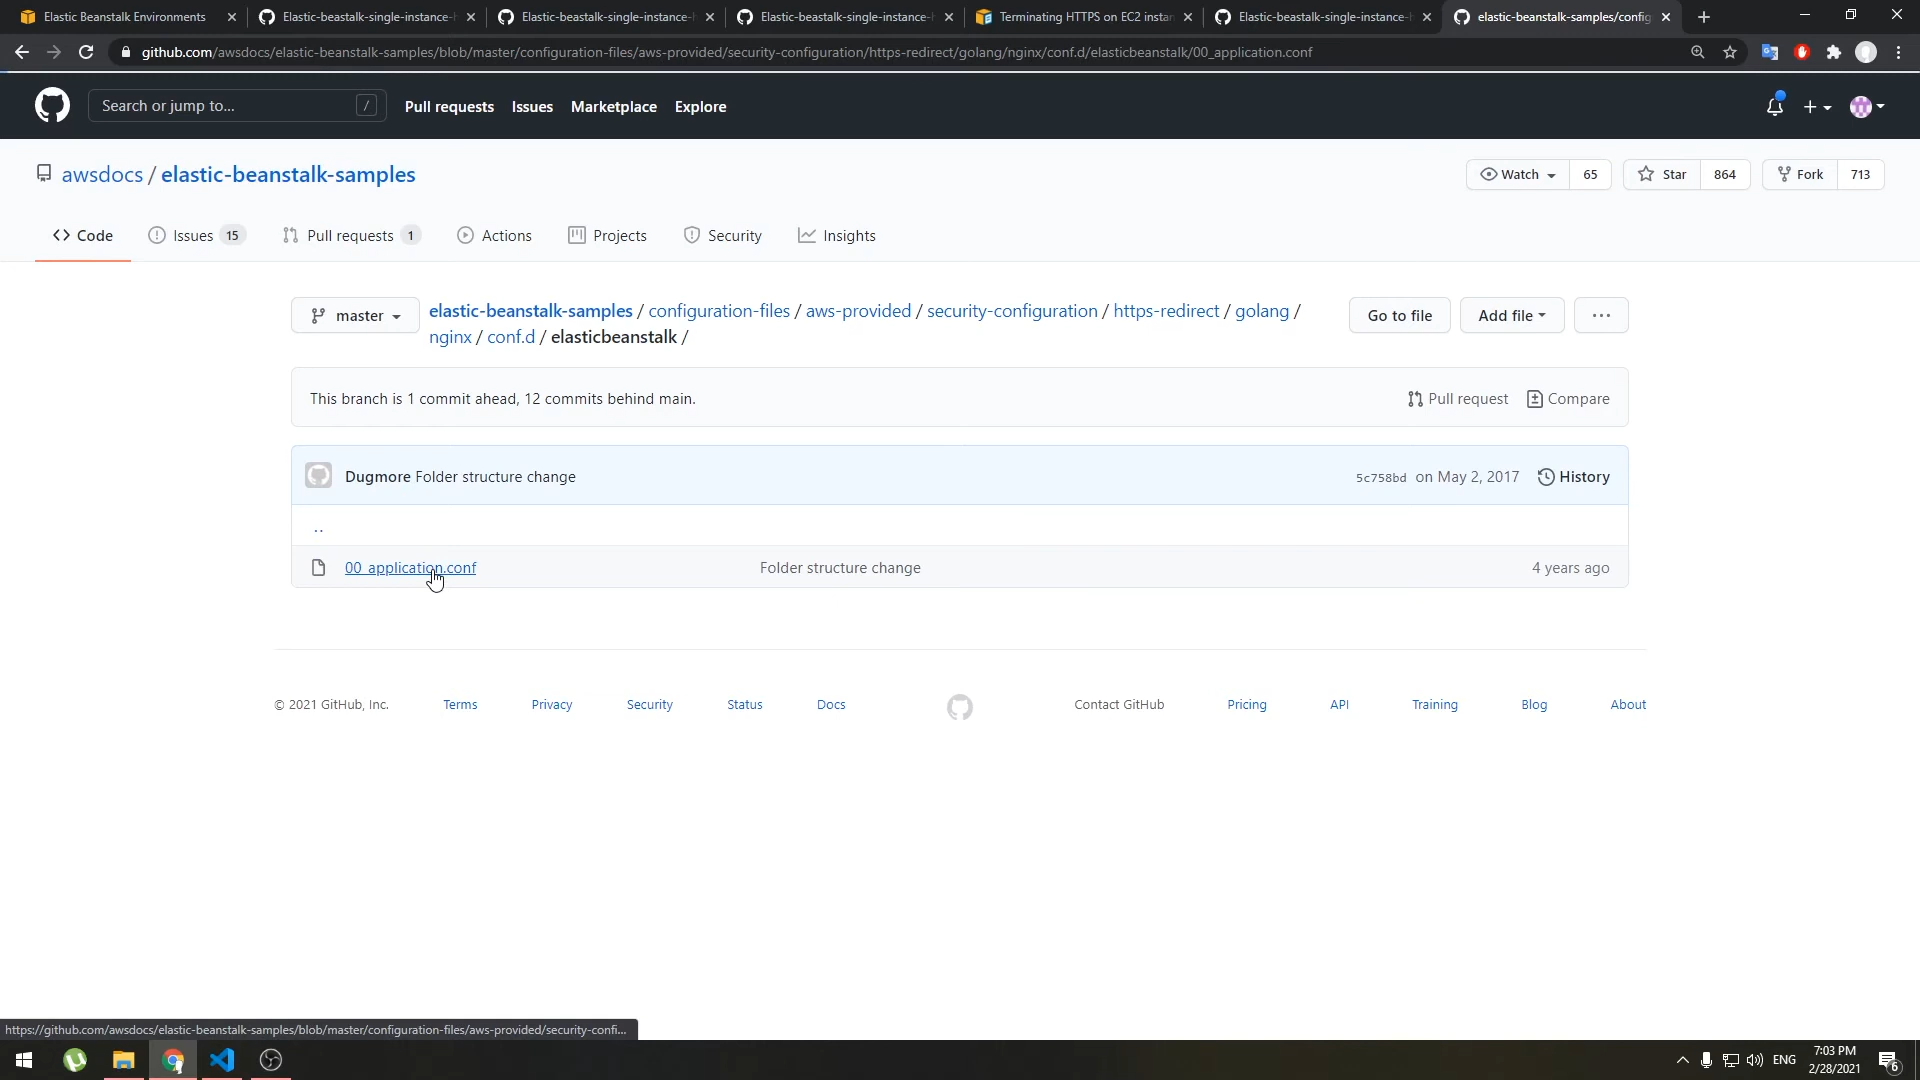 Elastic Beanstalk Environments
Elastic-beastalk-single-instance-h
Elastic-beastalk-single-instance-h
Elastic-beastalk-single-instance-h
Terminating HTTPS on EC2 instan
Elastic-beastalk-single-instance-h
elastic-beanstalk-samples/config
github.com/awsdocs/elastic-beanstalk-samples/blob/master/configuration-files/aws-provided/security-configuration/https-redirect/golang/nginx/conf.d/elasticbeanstalk/00_application.conf
Search or jump to... /
Pull requests Issues Marketplace Explore
awsdocs / elastic-beanstalk-samples
Watch 65 Star 864 Fork 713
Code Issues 15 Pull requests 1 Actions Projects Security Insights
master
elastic-beanstalk-samples / configuration-files / aws-provided / security-configuration / https-redirect / golang /
nginx / conf.d / elasticbeanstalk /
Go to file Add file ...
This branch is 1 commit ahead, 12 commits behind main.
Pull request Compare
Dugmore Folder structure change 5c758bd on May 2, 2017 History
..
00_application.conf Folder structure change 4 years ago
© 2021 GitHub, Inc. Terms Privacy Security Status Docs Contact GitHub Pricing API Training Blog About
https://github.com/awsdocs/elastic-beanstalk-samples/blob/master/configuration-files/aws-provided/security-confi...
ENG
7:03 PM
2/28/2021
6